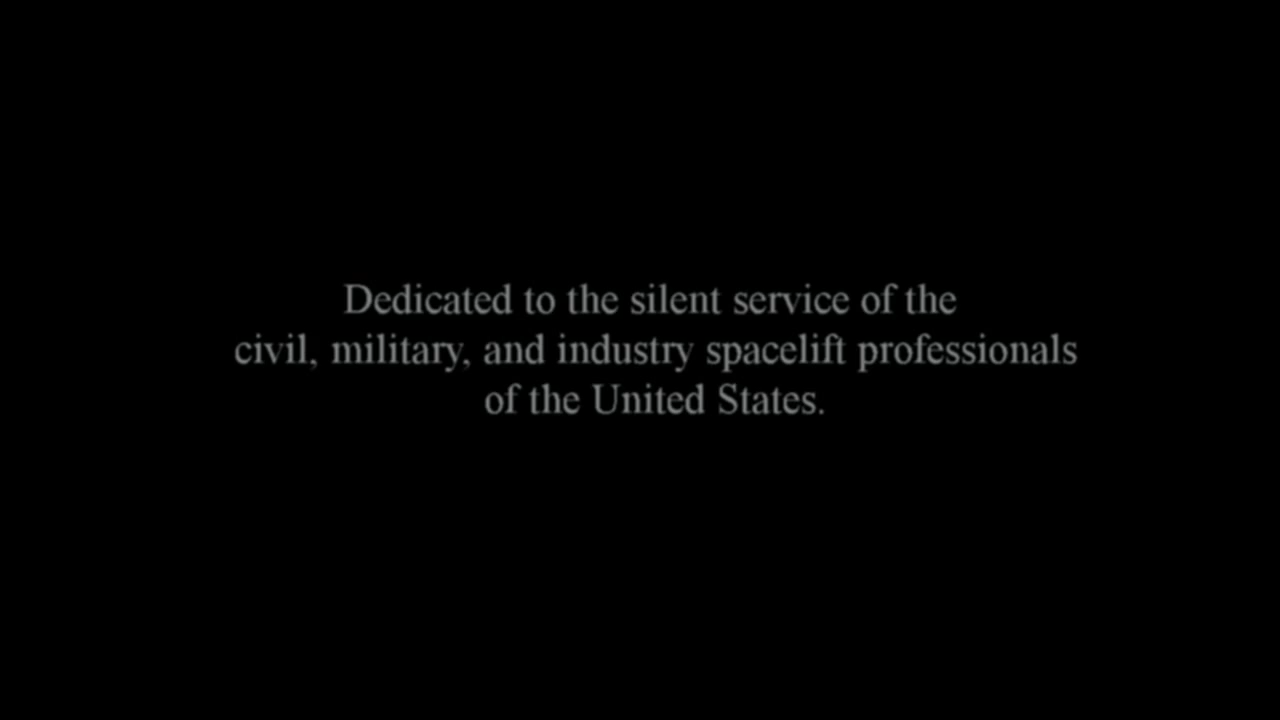 Dedicated to the silent service of the
civil, military, and industry spacelift professionals
of the United States.